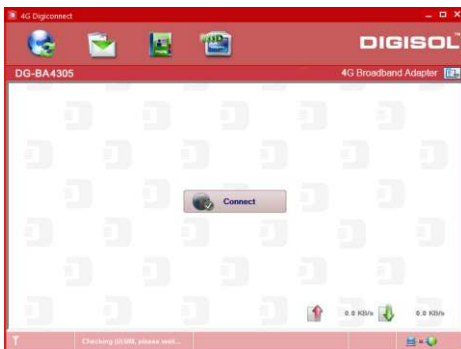 4G Digiconnect
DIGISOL
DG-BA4305
4G Broadband Adapter
Connect
0.0 KB/s
0.0 KB/s
Checking (U)SIM, please wait...